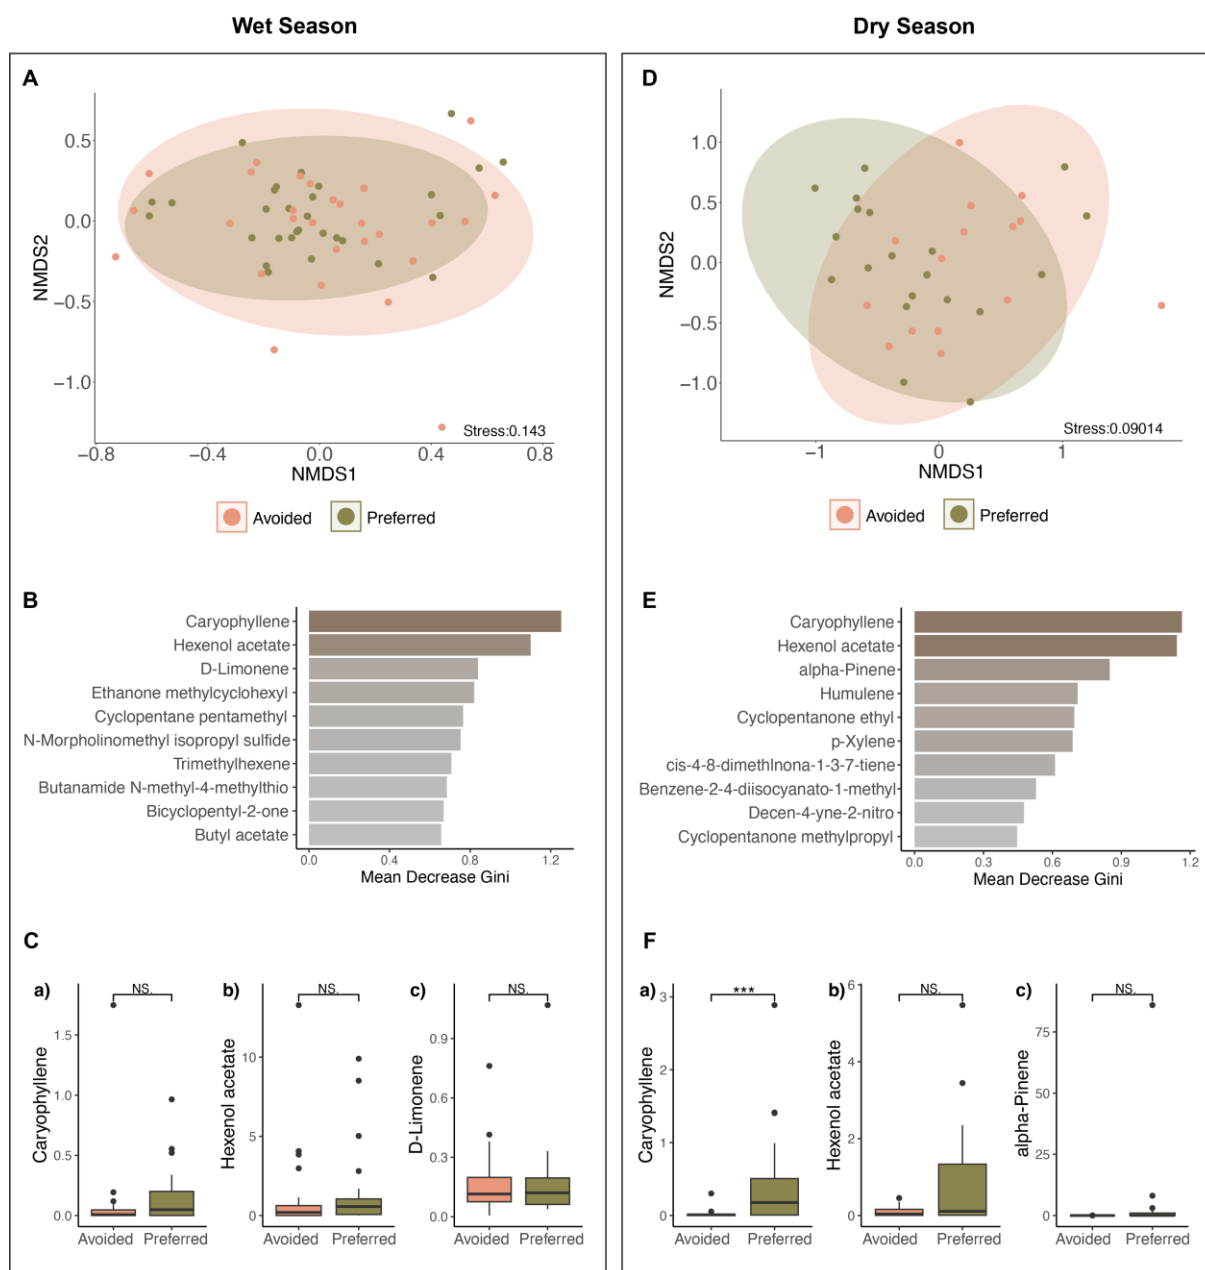 Wet Season
Dry Season
A
NMDS2
0.5
0.0
−0.5
−1.0
−0.8
−0.4
0.0
0.4
0.8
NMDS1
Stress:0.143
Avoided
Preferred
D
NMDS2
1.0
0.5
0.0
−0.5
−1.0
−1
0
1
NMDS1
Stress:0.09014
Avoided
Preferred
B
Caryophyllene
Hexenol acetate
D-Limonene
Ethanone methylcyclohexyl
Cyclopentane pentamethyl
N-Morpholinomethyl isopropyl sulfide
Trimethylhexene
Butanamide N-methyl-4-methylthio
Bicyclopentyl-2-one
Butyl acetate
0.0
0.4
0.8
1.2
Mean Decrease Gini
E
Caryophyllene
Hexenol acetate
alpha-Pinene
Humulene
Cyclopentanone ethyl
p-Xylene
cis-4-8-dimethlnona-1-3-7-tiene
Benzene-2-4-diisocyanato-1-methyl
Decen-4-yne-2-nitro
Cyclopentanone methylpropyl
0.0
0.3
0.6
0.9
1.2
Mean Decrease Gini
C
a)
NS.
Caryophyllene
1.5
1.0
0.5
0.0
Avoided Preferred
b)
NS.
Hexenol acetate
10
5
0
Avoided Preferred
c)
NS.
D-Limonene
0.9
0.6
0.3
0.0
Avoided Preferred
F
a)
***
Caryophyllene
3
2
1
0
Avoided Preferred
b)
NS.
Hexenol acetate
6
4
2
0
Avoided Preferred
c)
NS.
alpha-Pinene
75
50
25
0
Avoided Preferred